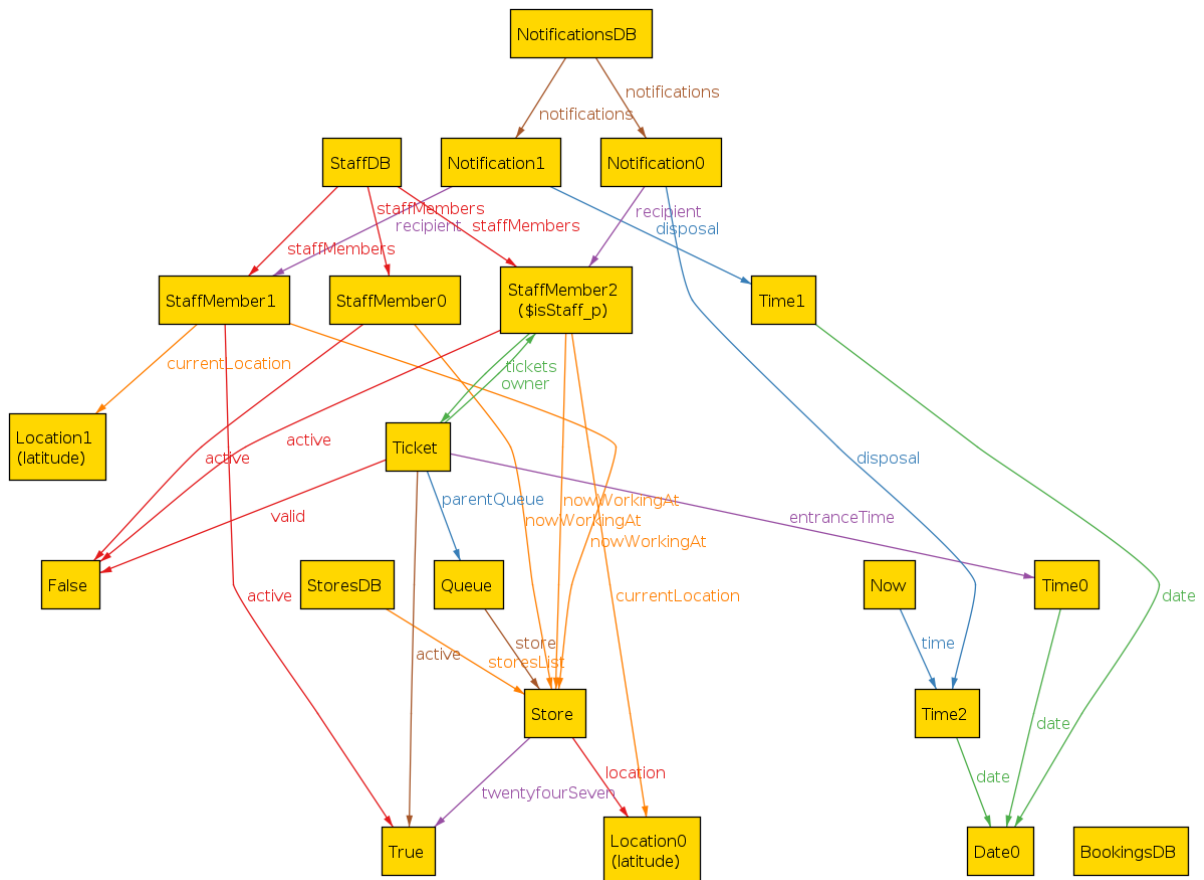 NotificationsDB
notifications
notifications
StaffDB
Notification1
Notification0
staffMembers
recipient
recipient
staffMembers
disposal
staffMembers
StaffMember1
StaffMember0
StaffMember2
($isStaff_p)
Time1
currentLocation
tickets
owner
Location1
(latitude)
active
Ticket
active
disposal
parentQueue
nowWorkingAt
valid
nowWorkingAt
entranceTime
nowWorkingAt
False
StoresDB
Queue
Now
Time0
active
currentLocation
date
store
time
active
storesList
Store
Time2
date
location
date
twentyfourSeven
True
Location0
(latitude)
Date0
BookingsDB